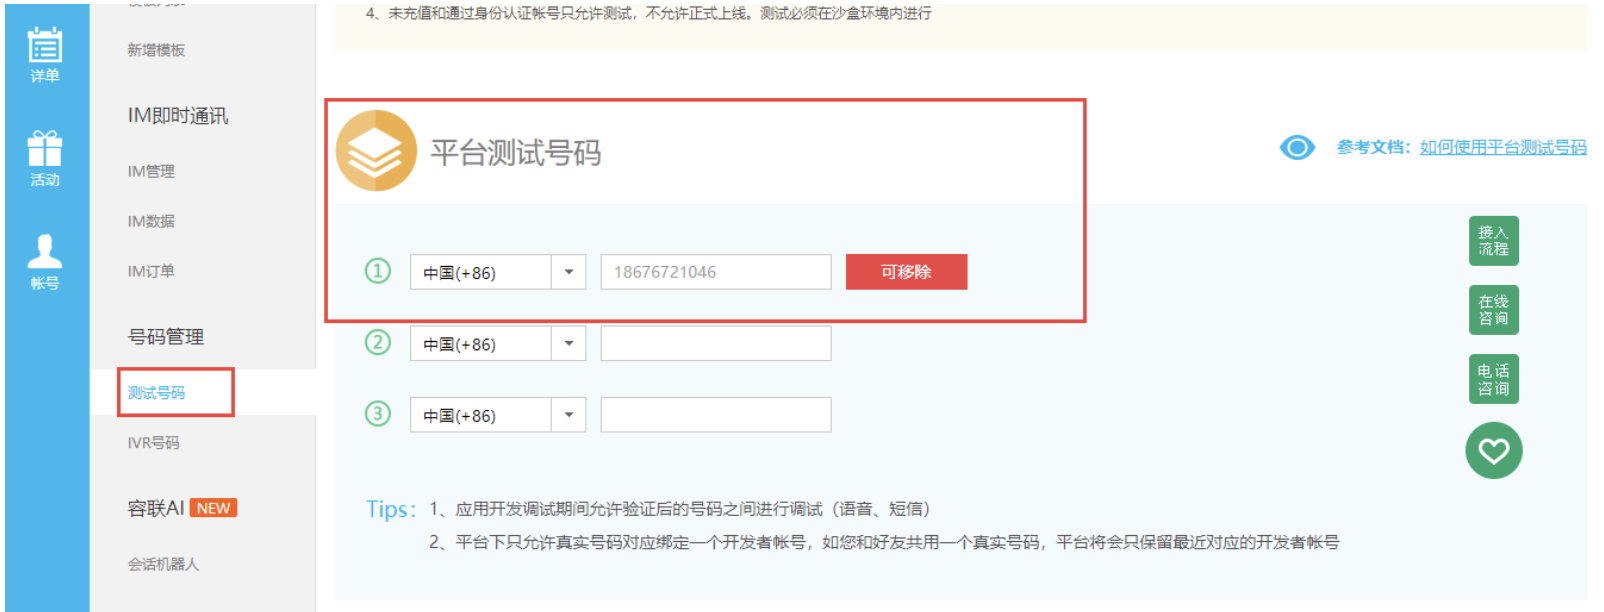 4、未充值和通过身份认证帐号只允许测试，不允许正式上线。测试必须在沙盒环境内进行
详单
活动
帐号
新增模板
IM即时通讯
IM管理
IM数据
IM订单
号码管理
测试号码
IVR号码
容联AI NEW
会话机器人
平台测试号码
参考文档：如何使用平台测试号码
① 中国(+86) 18676721046 可移除
② 中国(+86)
③ 中国(+86)
Tips：1、应用开发调试期间允许验证后的号码之间进行调试（语音、短信）
2、平台下只允许真实号码对应绑定一个开发者帐号，如您和好友共用一个真实号码，平台将会只保留最近对应的开发者帐号
接入
流程
在线
咨询
电话
咨询